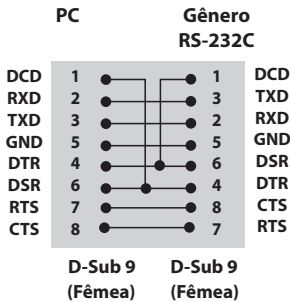 PC Gênero
RS-232C
DCD 1 1 DCD
RXD 2 3 TXD
TXD 3 2 RXD
GND 5 5 GND
DTR 4 6 DSR
DSR 6 4 DTR
RTS 7 8 CTS
CTS 8 7 RTS
D-Sub 9 D-Sub 9
(Fêmea) (Fêmea)